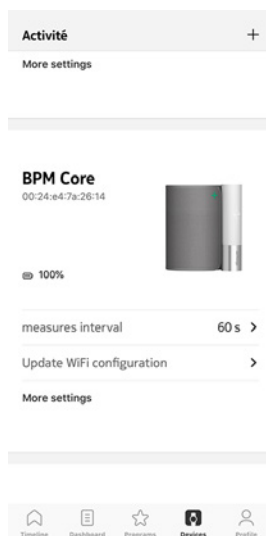 Activité +
More settings
BPM Core
00:24:e4:7a:26:14
100%
measures interval 60 s >
Update WiFi configuration >
More settings
Timeline Dashboard Programs Devices Profile